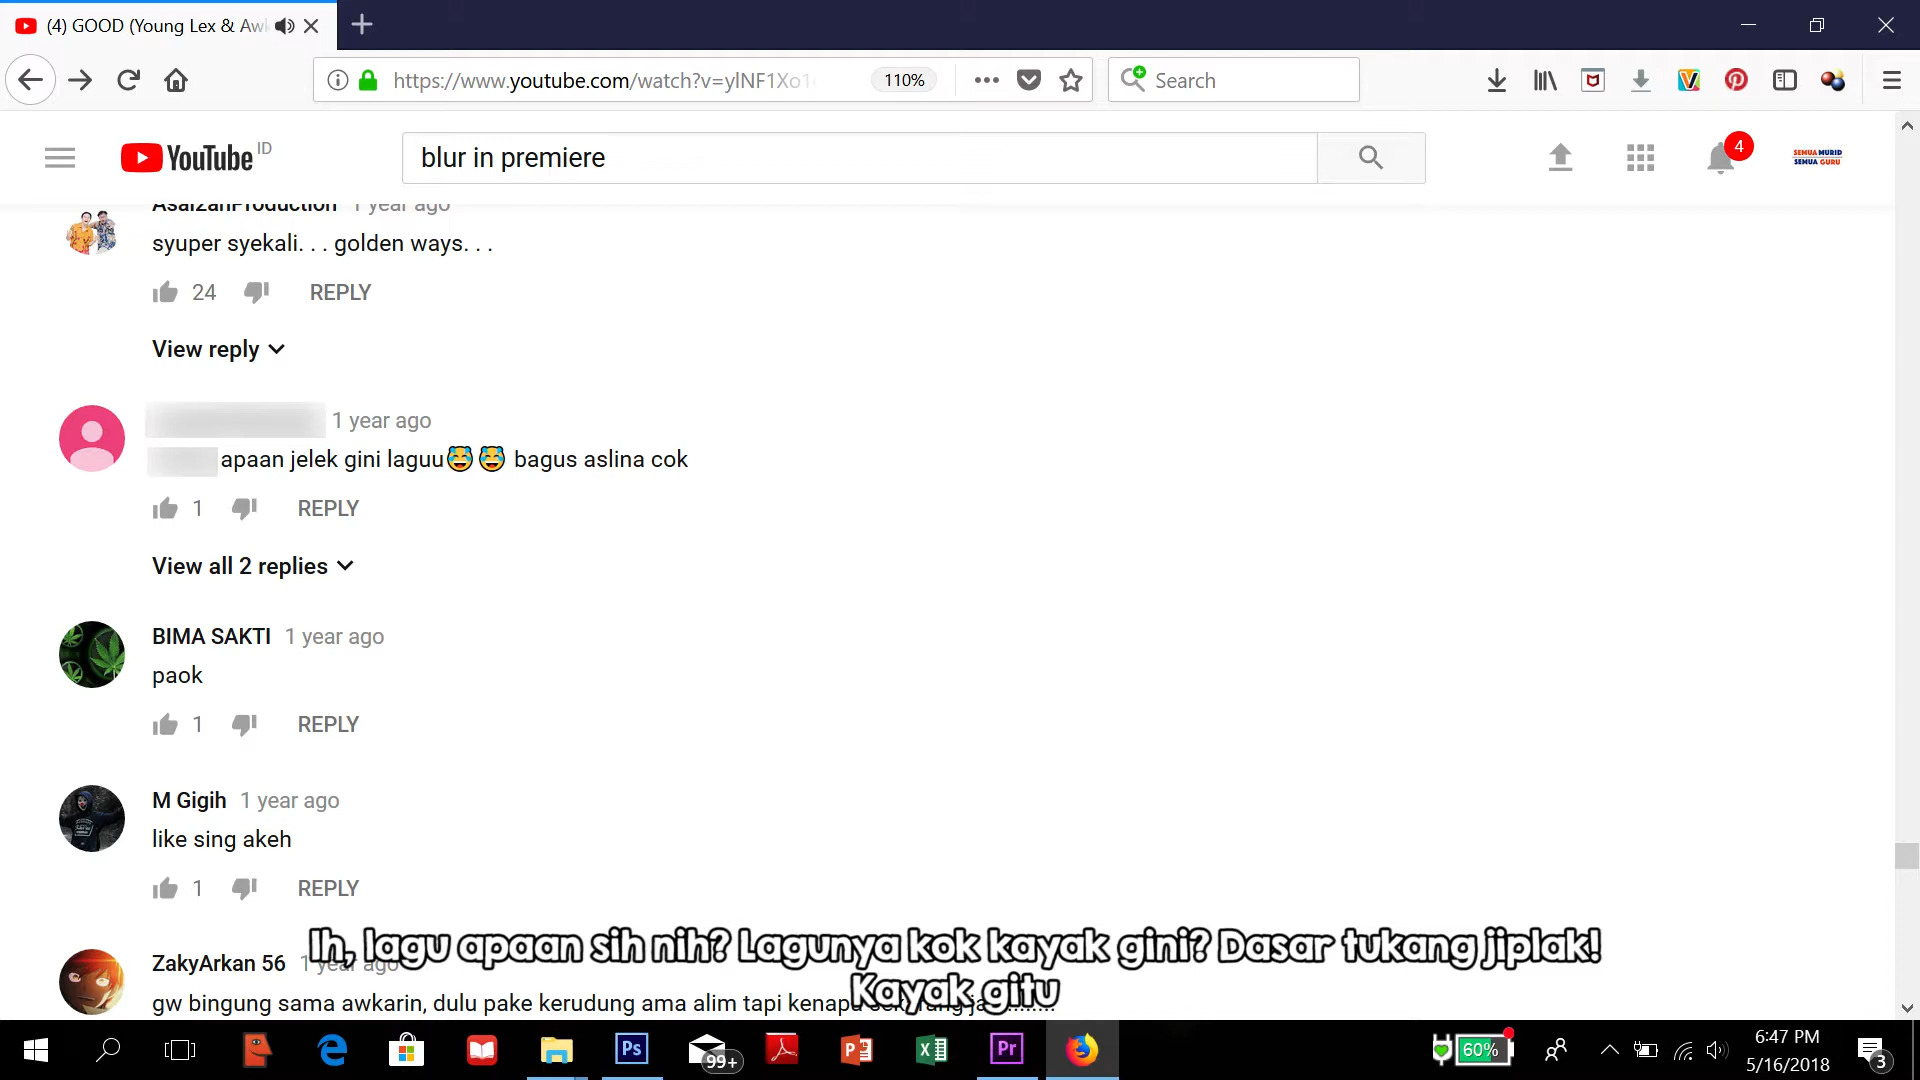 (4) GOOD (Young Lex & Aw
https://www.youtube.com/watch?v=ylNF1Xo1
110%
Search
YouTube ID
blur in premiere
4
SEMUA MURID
SEMUA GURU
AsaizanProduction 1 year ago
syuper syekali. . . golden ways. . .
24 REPLY
View reply
1 year ago
apaan jelek gini laguu😅😅 bagus aslina cok
1 REPLY
View all 2 replies
BIMA SAKTI 1 year ago
paok
1 REPLY
M Gigih 1 year ago
like sing akeh
1 REPLY
ZakyArkan 56 1 year ago
Ih, lagu apaan sih nih? Lagunya kok kayak gini? Dasar tukang jiplak!
Kayak gitu
gw bingung sama awkarin, dulu pake kerudung ama alim tapi
Ps
99+
Pr
60%
6:47 PM
5/16/2018
3